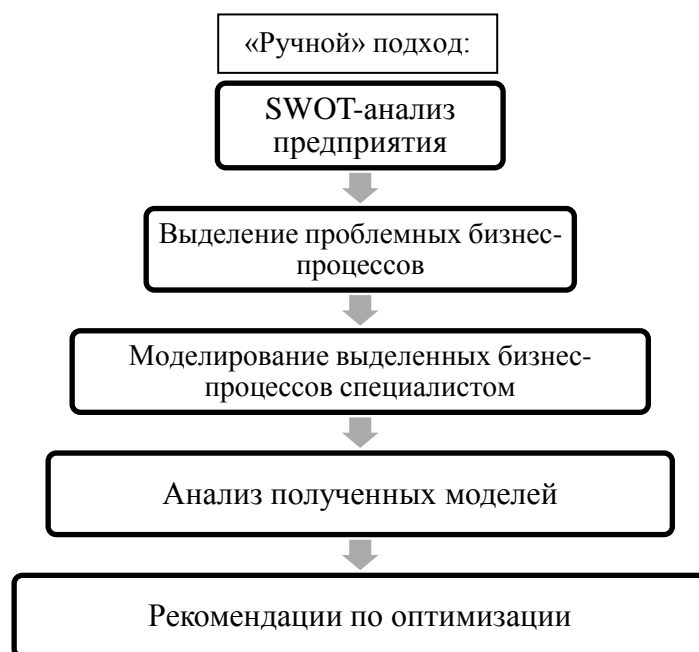 «Ручной» подход:
SWOT-анализ
предприятия
Выделение проблемных бизнес-
процессов
Моделирование выделенных бизнес-
процессов специалистом
Анализ полученных моделей
Рекомендации по оптимизации